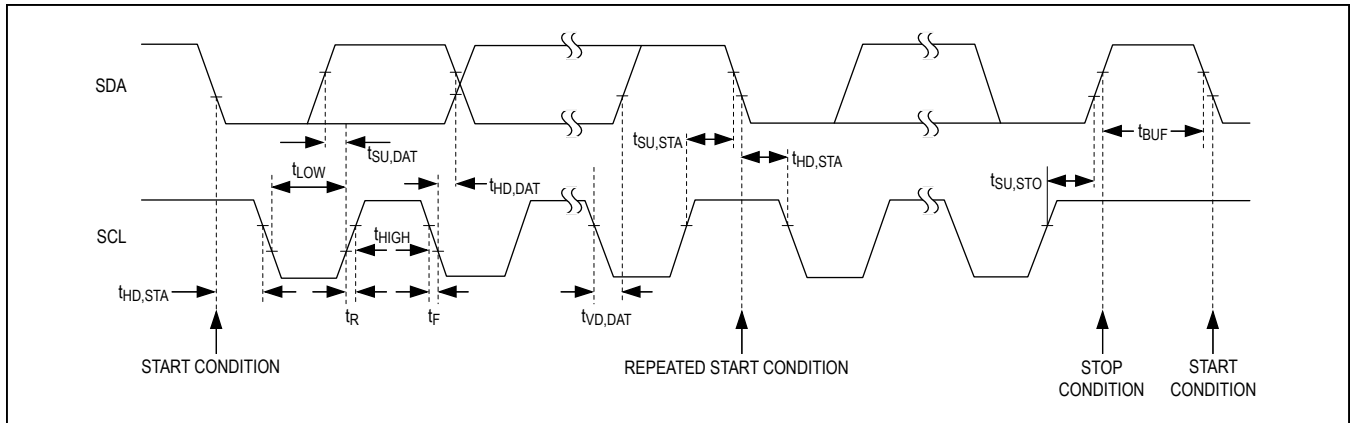 SDA
tSU,DAT
tSU,STA
tHD,STA
tBUF
tLOW
tHD,DAT
tSU,STO
SCL
tHIGH
tHD,STA
tR
tF
tVD,DAT
START CONDITION
REPEATED START CONDITION
STOP
CONDITION
START
CONDITION